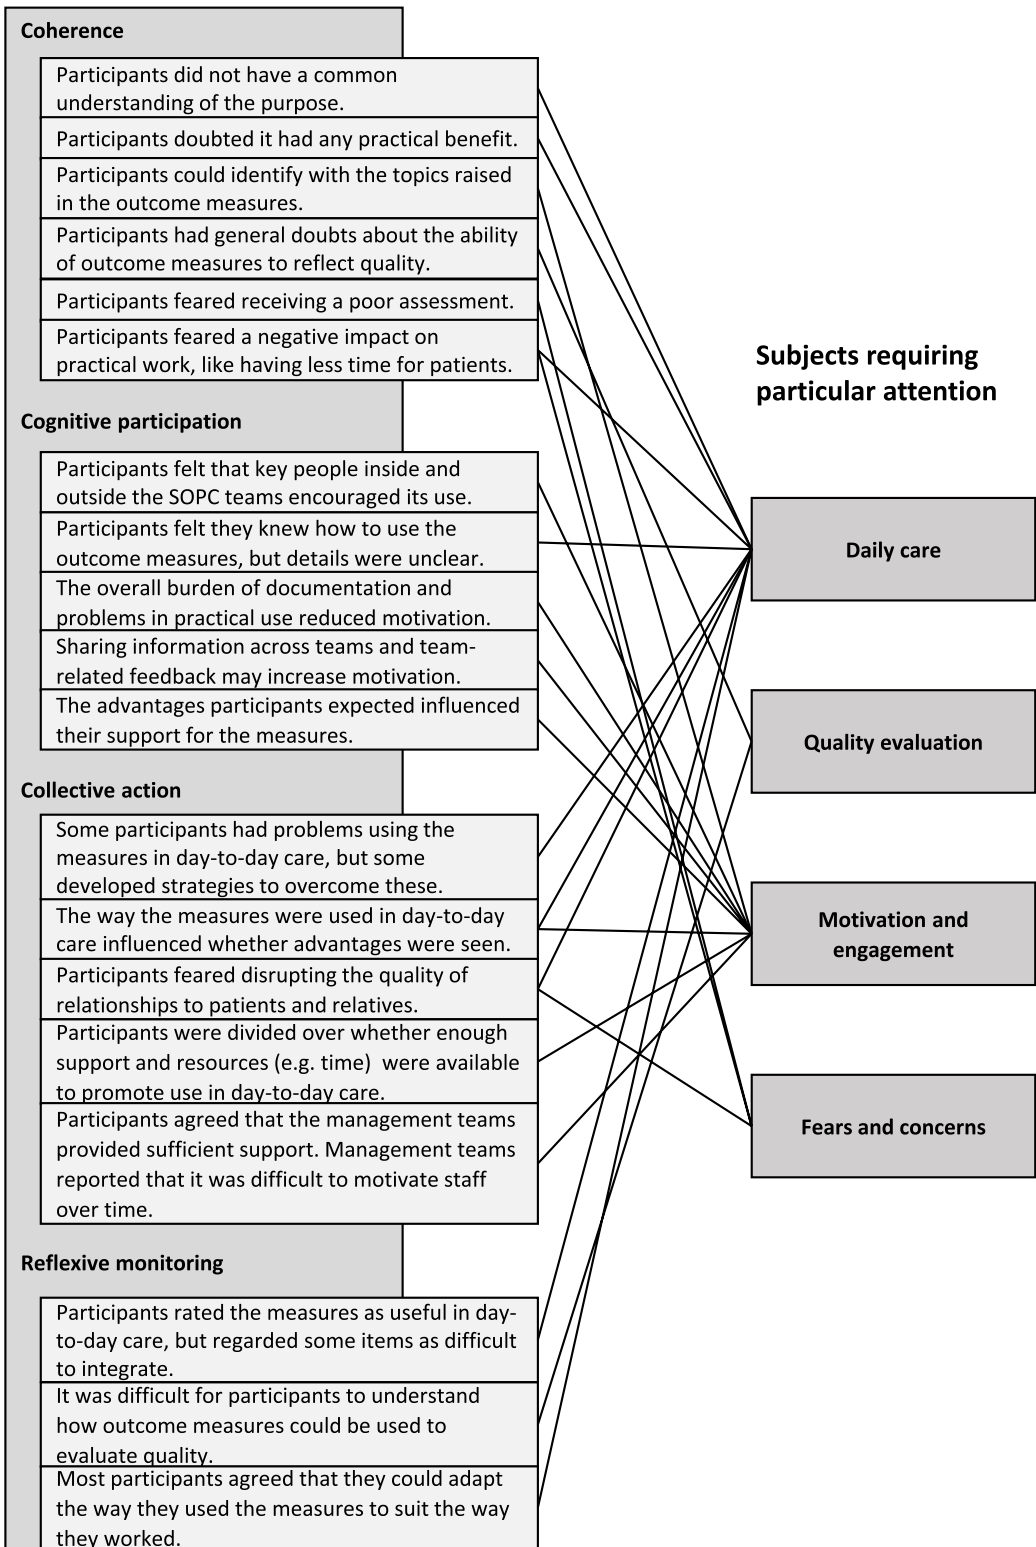 Coherence
Participants did not have a common
understanding of the purpose.
Participants doubted it had any practical benefit.
Participants could identify with the topics raised
in the outcome measures.
Participants had general doubts about the ability
of outcome measures to reflect quality.
Participants feared receiving a poor assessment.
Participants feared a negative impact on
practical work, like having less time for patients.
Cognitive participation
Participants felt that key people inside and
outside the SOPC teams encouraged its use.
Participants felt they knew how to use the
outcome measures, but details were unclear.
The overall burden of documentation and
problems in practical use reduced motivation.
Sharing information across teams and team-
related feedback may increase motivation.
The advantages participants expected influenced
their support for the measures.
Collective action
Some participants had problems using the
measures in day-to-day care, but some
developed strategies to overcome these.
The way the measures were used in day-to-day
care influenced whether advantages were seen.
Participants feared disrupting the quality of
relationships to patients and relatives.
Participants were divided over whether enough
support and resources (e.g. time)  were available
to promote use in day-to-day care.
Participants agreed that the management teams
provided sufficient support. Management teams
reported that it was difficult to motivate staff
over time.
Reflexive monitoring
Participants rated the measures as useful in day-
to-day care, but regarded some items as difficult
to integrate.
It was difficult for participants to understand
how outcome measures could be used to
evaluate quality.
Most participants agreed that they could adapt
the way they used the measures to suit the way
they worked.
Subjects requiring
particular attention
Daily care
Quality evaluation
Motivation and
engagement
Fears and concerns